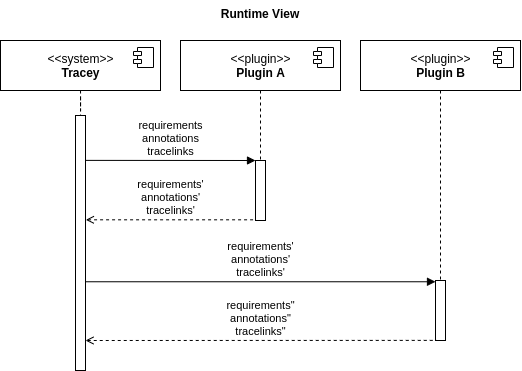 Runtime View
<<system>>
Tracey
<<plugin>>
Plugin A
<<plugin>>
Plugin B
requirements
annotations
tracelinks
requirements'
annotations'
tracelinks'
requirements'
annotations'
tracelinks'
requirements"
annotations"
tracelinks"